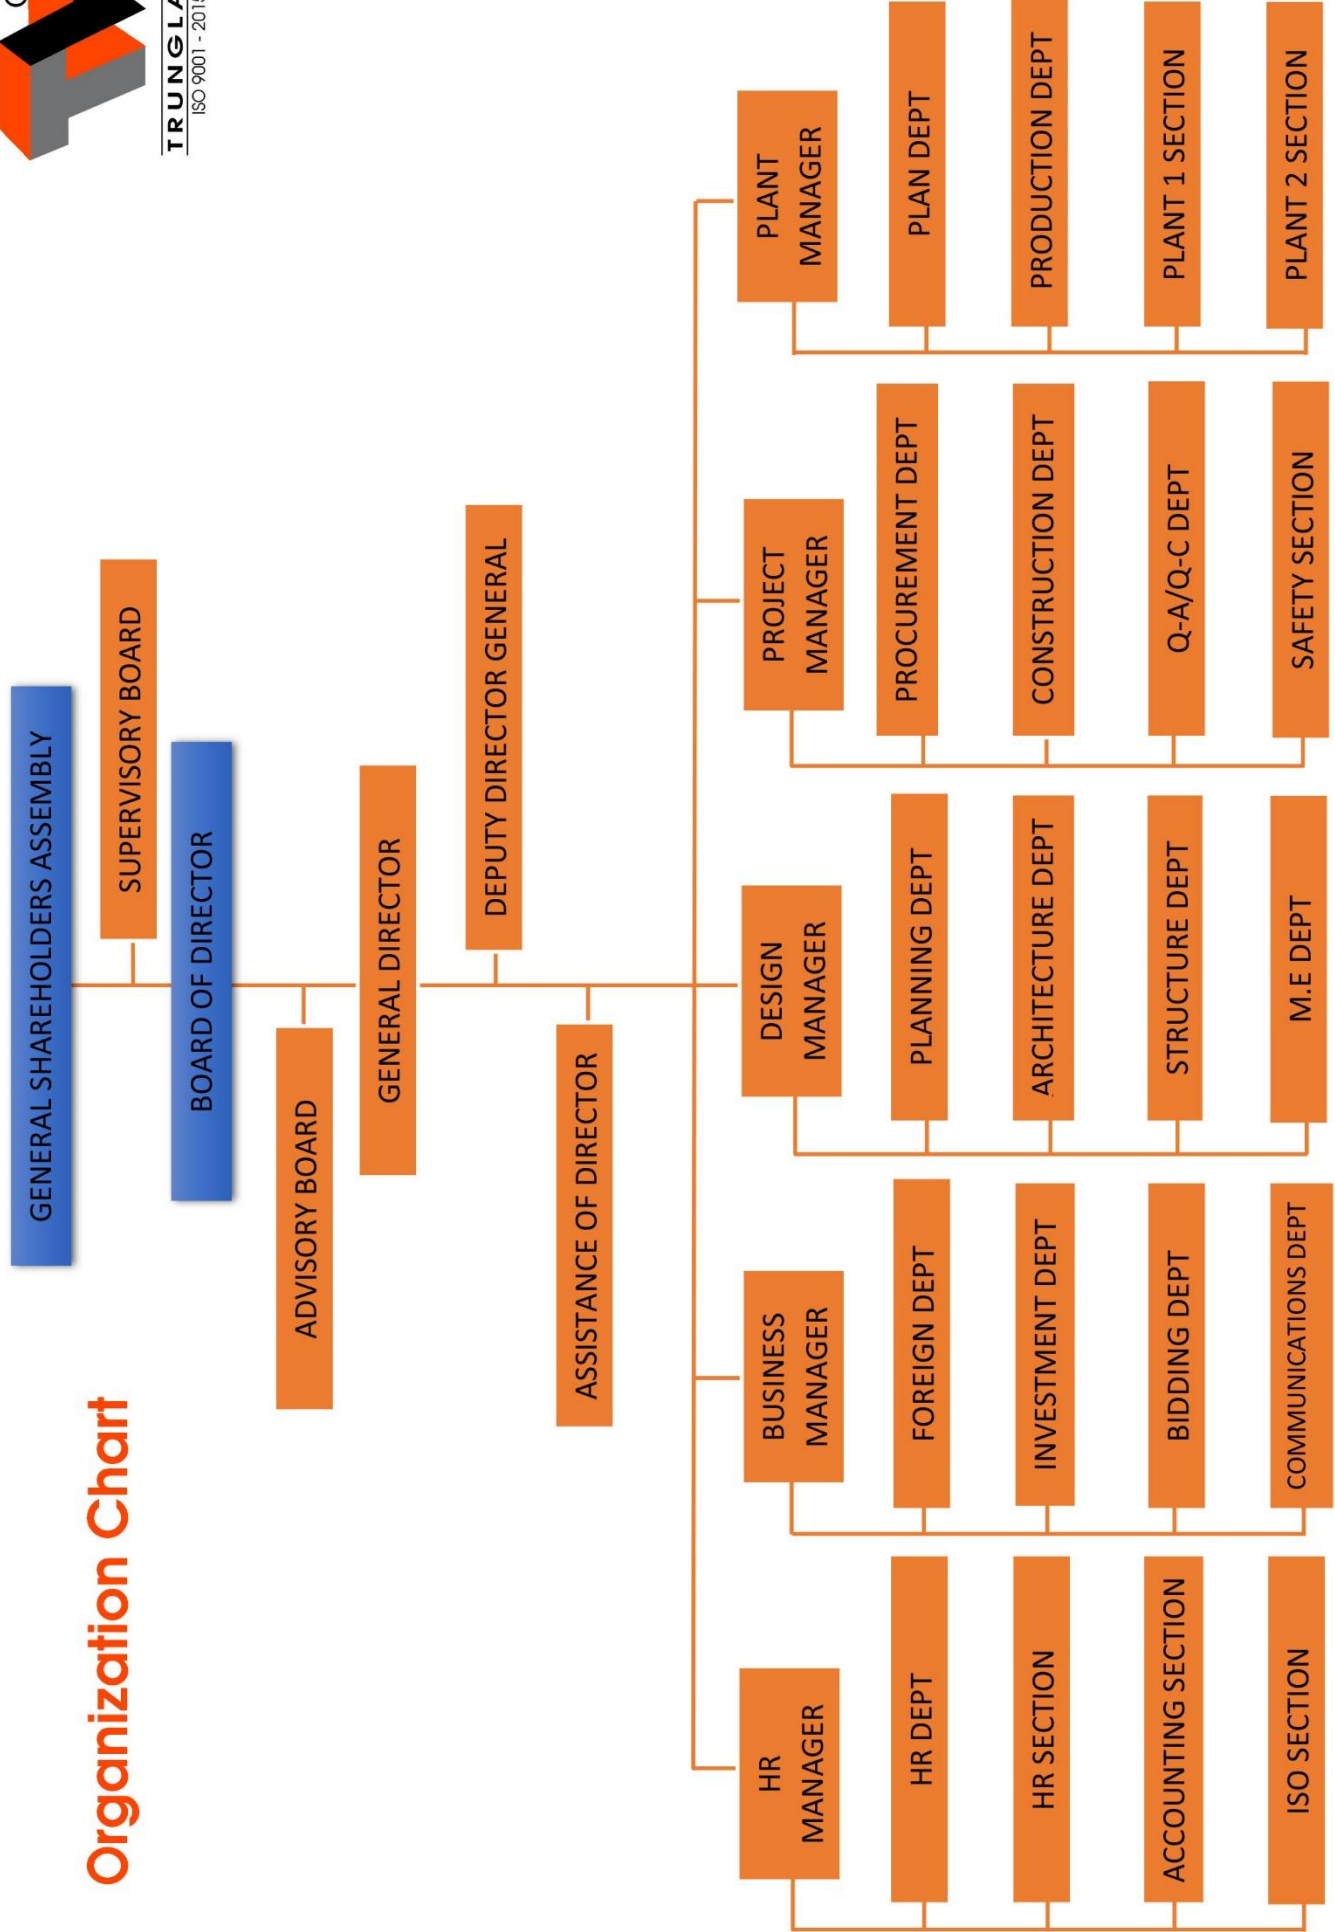 Organization Chart
TRUNGLA
ISO 9001 - 2015
GENERAL SHAREHOLDERS ASSEMBLY
SUPERVISORY BOARD
BOARD OF DIRECTOR
ADVISORY BOARD
GENERAL DIRECTOR
DEPUTY DIRECTOR GENERAL
ASSISTANCE OF DIRECTOR
HR
MANAGER
HR DEPT
HR SECTION
ACCOUNTING SECTION
ISO SECTION
BUSINESS
MANAGER
FOREIGN DEPT
INVESTMENT DEPT
BIDDING DEPT
COMMUNICATIONS DEPT
DESIGN
MANAGER
PLANNING DEPT
ARCHITECTURE DEPT
STRUCTURE DEPT
M.E DEPT
PROJECT
MANAGER
PROCUREMENT DEPT
CONSTRUCTION DEPT
Q-A/Q-C DEPT
SAFETY SECTION
PLANT
MANAGER
PLAN DEPT
PRODUCTION DEPT
PLANT 1 SECTION
PLANT 2 SECTION